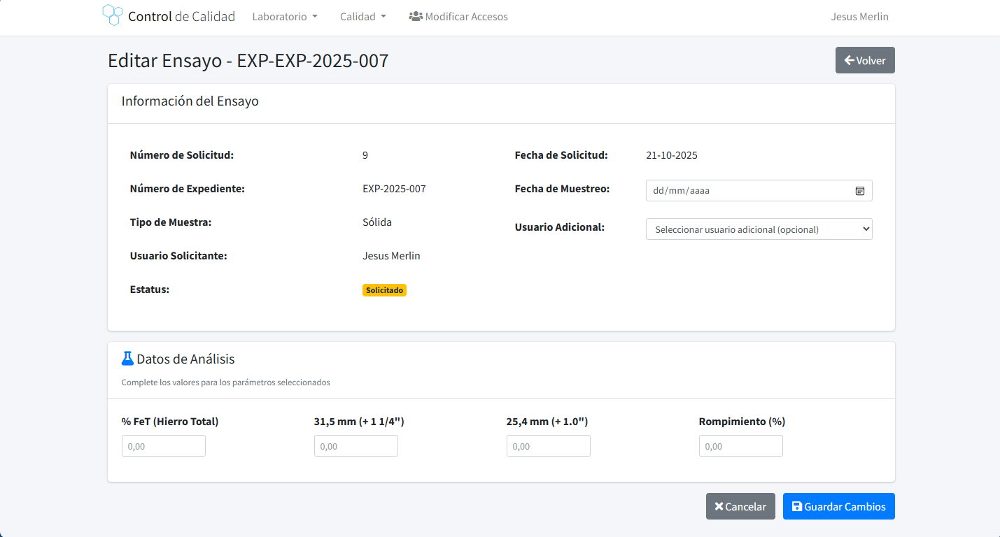 Control de Calidad Laboratorio Calidad Modificar Accesos Jesus Merlin
Editar Ensayo - EXP-EXP-2025-007 Volver
Información del Ensayo
Número de Solicitud: 9 Fecha de Solicitud: 21-10-2025
Número de Expediente: EXP-2025-007 Fecha de Muestreo: dd/mm/aaaa
Tipo de Muestra: Sólida Usuario Adicional: Seleccionar usuario adicional (opcional)
Usuario Solicitante: Jesus Merlin
Estatus: Solicitado
Datos de Análisis
Complete los valores para los parámetros seleccionados
% FeT (Hierro Total) 31,5 mm (+ 1 1/4") 25,4 mm (+ 1.0") Rompimiento (%)
0,00 0,00 0,00 0,00
Cancelar Guardar Cambios